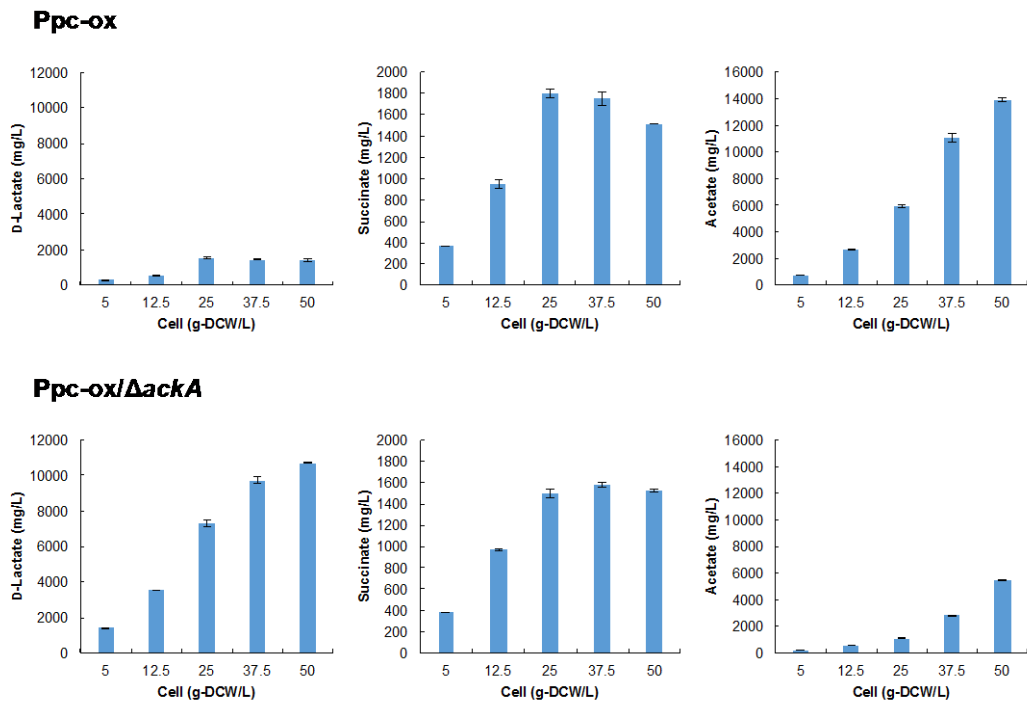 Ppc-ox
D-Lactate (mg/L)
12000
10000
8000
6000
4000
2000
0
5 12.5 25 37.5 50
Cell (g-DCW/L)
Succinate (mg/L)
2000
1800
1600
1400
1200
1000
800
600
400
200
0
5 12.5 25 37.5 50
Cell (g-DCW/L)
Acetate (mg/L)
16000
14000
12000
10000
8000
6000
4000
2000
0
5 12.5 25 37.5 50
Cell (g-DCW/L)
Ppc-ox/ΔackA
D-Lactate (mg/L)
12000
10000
8000
6000
4000
2000
0
5 12.5 25 37.5 50
Cell (g-DCW/L)
Succinate (mg/L)
2000
1800
1600
1400
1200
1000
800
600
400
200
0
5 12.5 25 37.5 50
Cell (g-DCW/L)
Acetate (mg/L)
16000
14000
12000
10000
8000
6000
4000
2000
0
5 12.5 25 37.5 50
Cell (g-DCW/L)